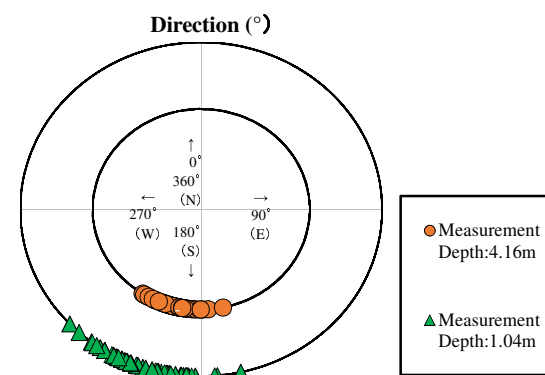 Direction (°)
↑
0°
360°
(N)
← →
270° 90°
(W) (E)
180°
(S)
↓
Measurement
Depth:4.16m
Measurement
Depth:1.04m